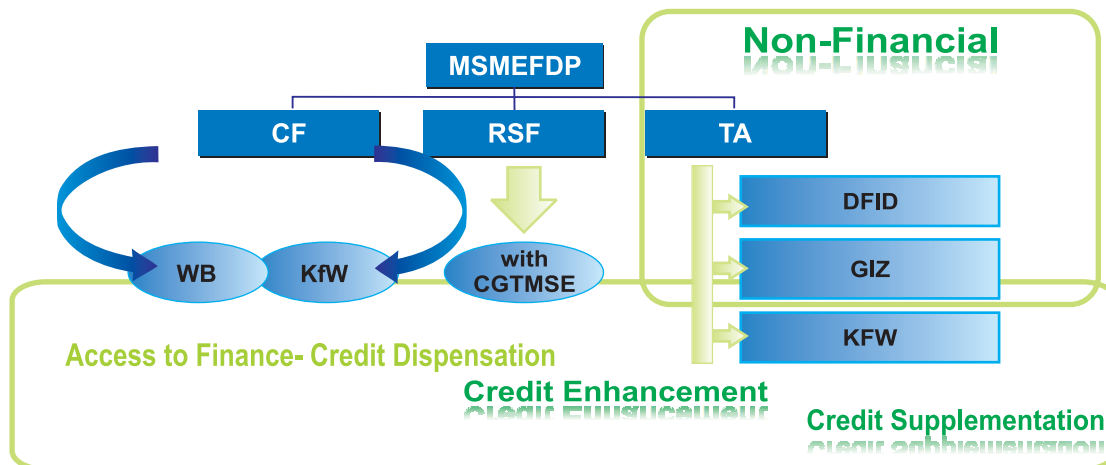 Non-Financial
MSMEFDP
CF
RSF
TA
DFID
WB
KfW
with
CGTMSE
GIZ
KFW
Access to Finance- Credit Dispensation
Credit Enhancement
Credit Supplementation